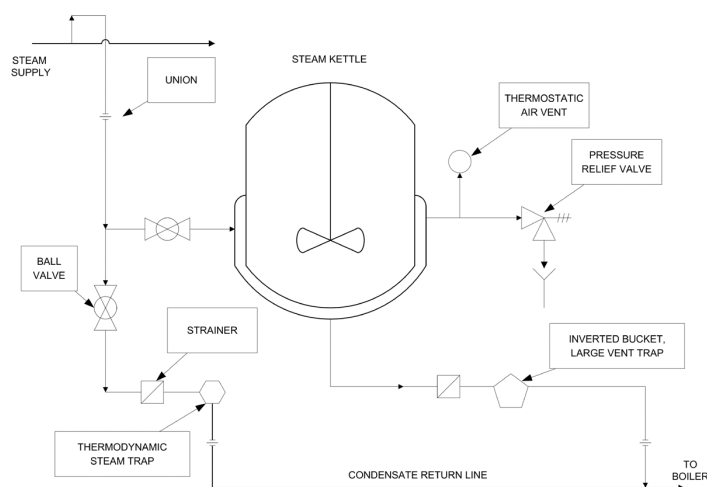 STEAM KETTLE
STEAM
SUPPLY
UNION
THERMOSTATIC
AIR VENT
PRESSURE
RELIEF VALVE
BALL
VALVE
STRAINER
INVERTED BUCKET,
LARGE VENT TRAP
THERMODYNAMIC
STEAM TRAP
CONDENSATE RETURN LINE
TO
BOILER